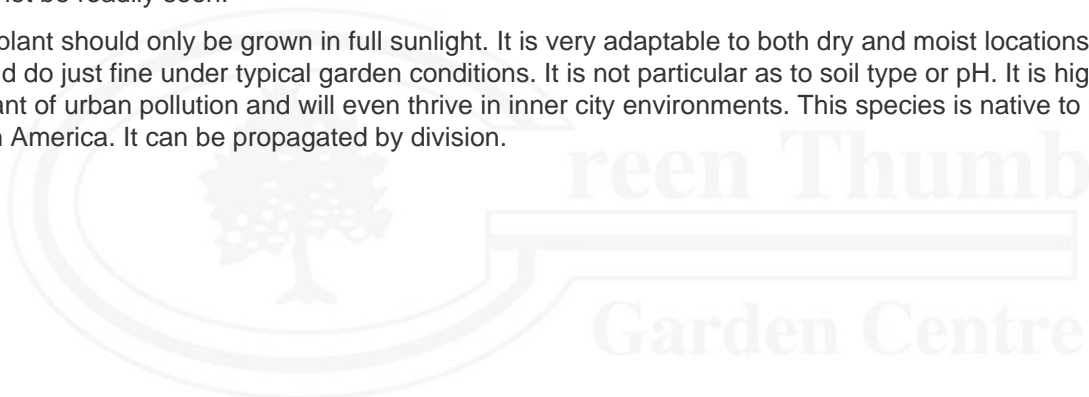 not be readily seen.
plant should only be grown in full sunlight. It is very adaptable to both dry and moist locations
do just fine under typical garden conditions. It is not particular as to soil type or pH. It is
of urban pollution and will even thrive in inner city environments. This species is native to
America. It can be propagated by division.
reen Thumb
Garden Centre